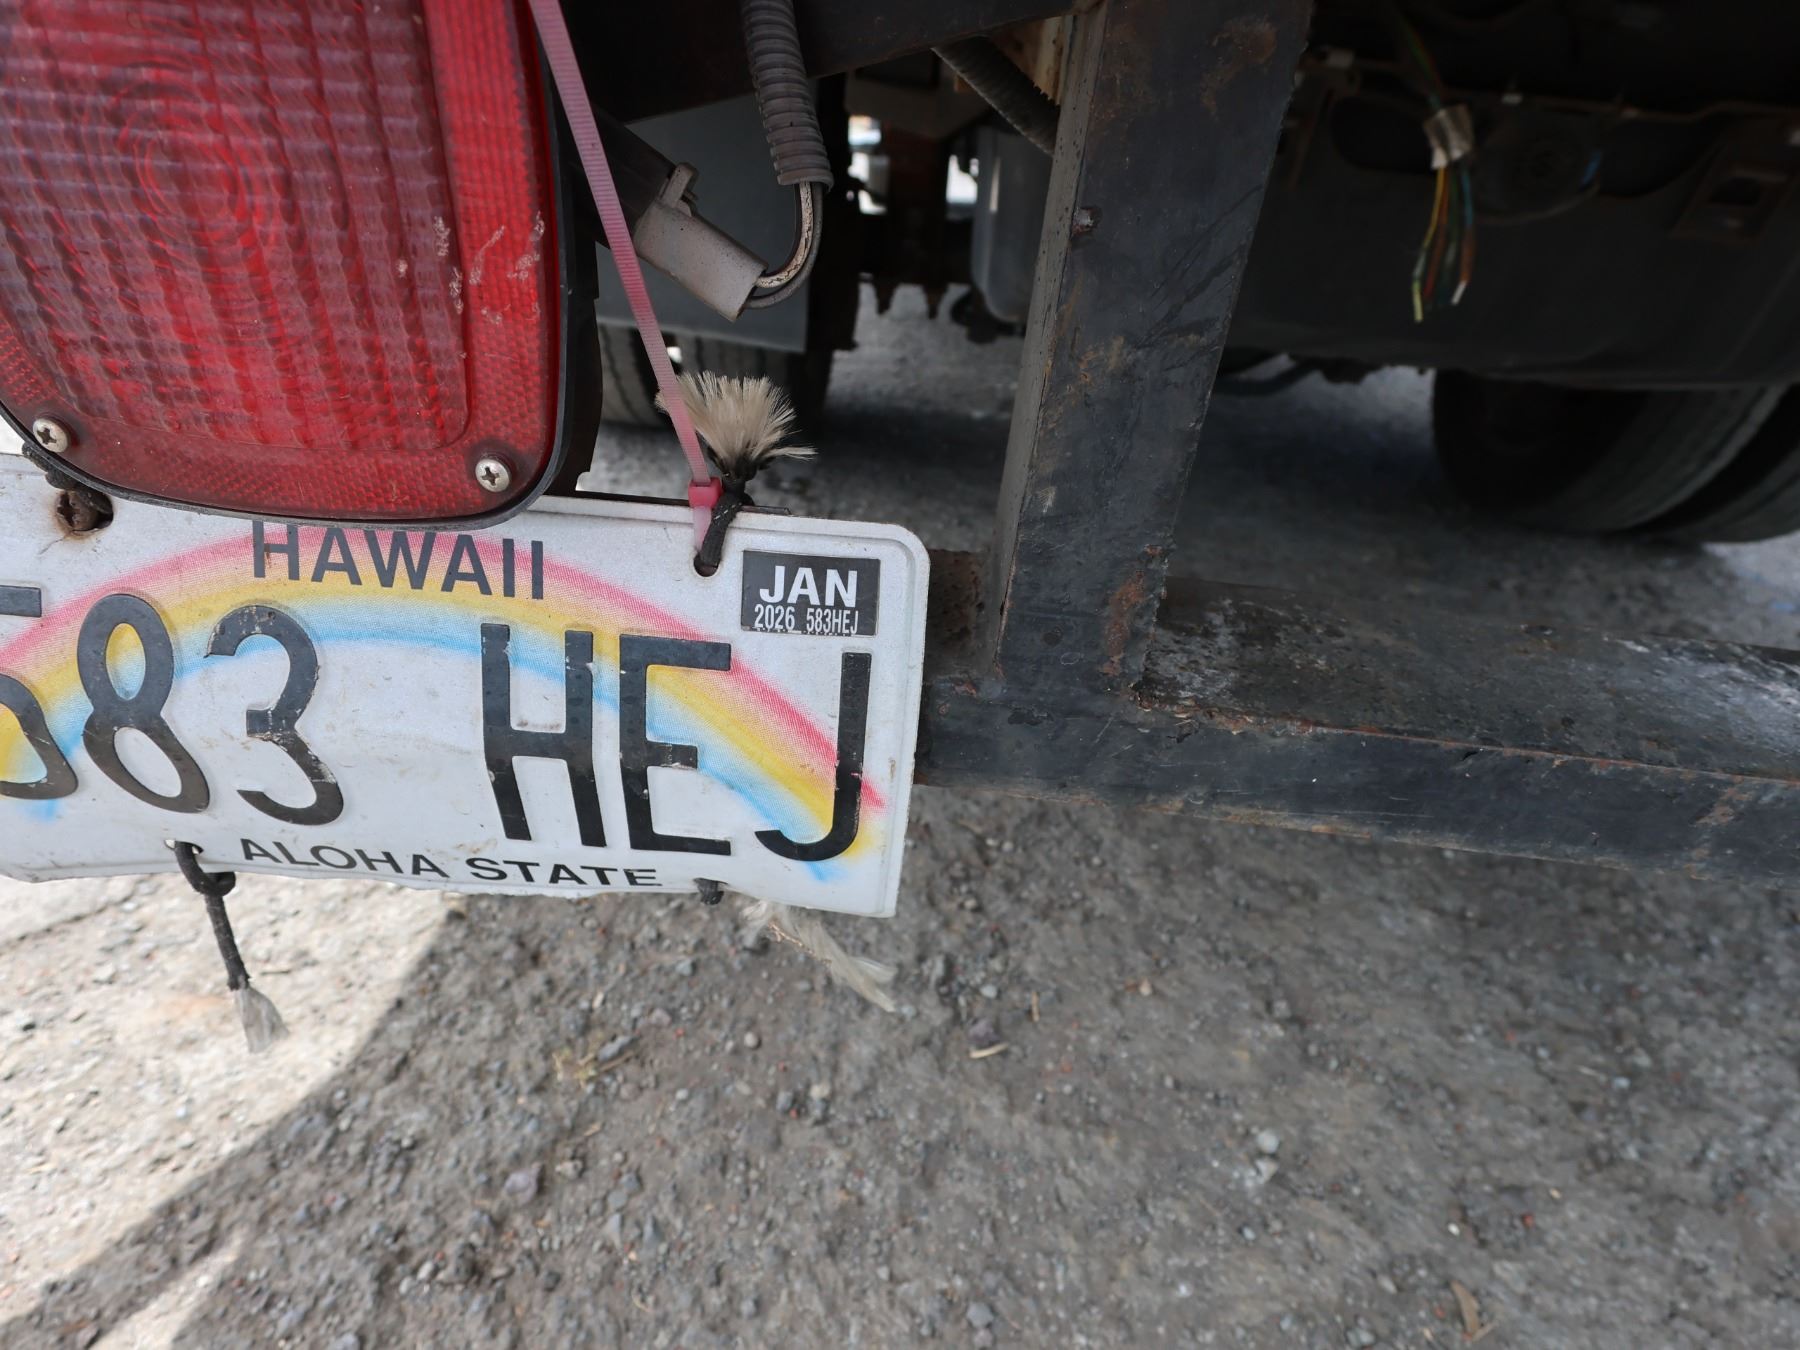 HAWAII
JAN
2026 583HEJ
583 HEJ
ALOHA STATE